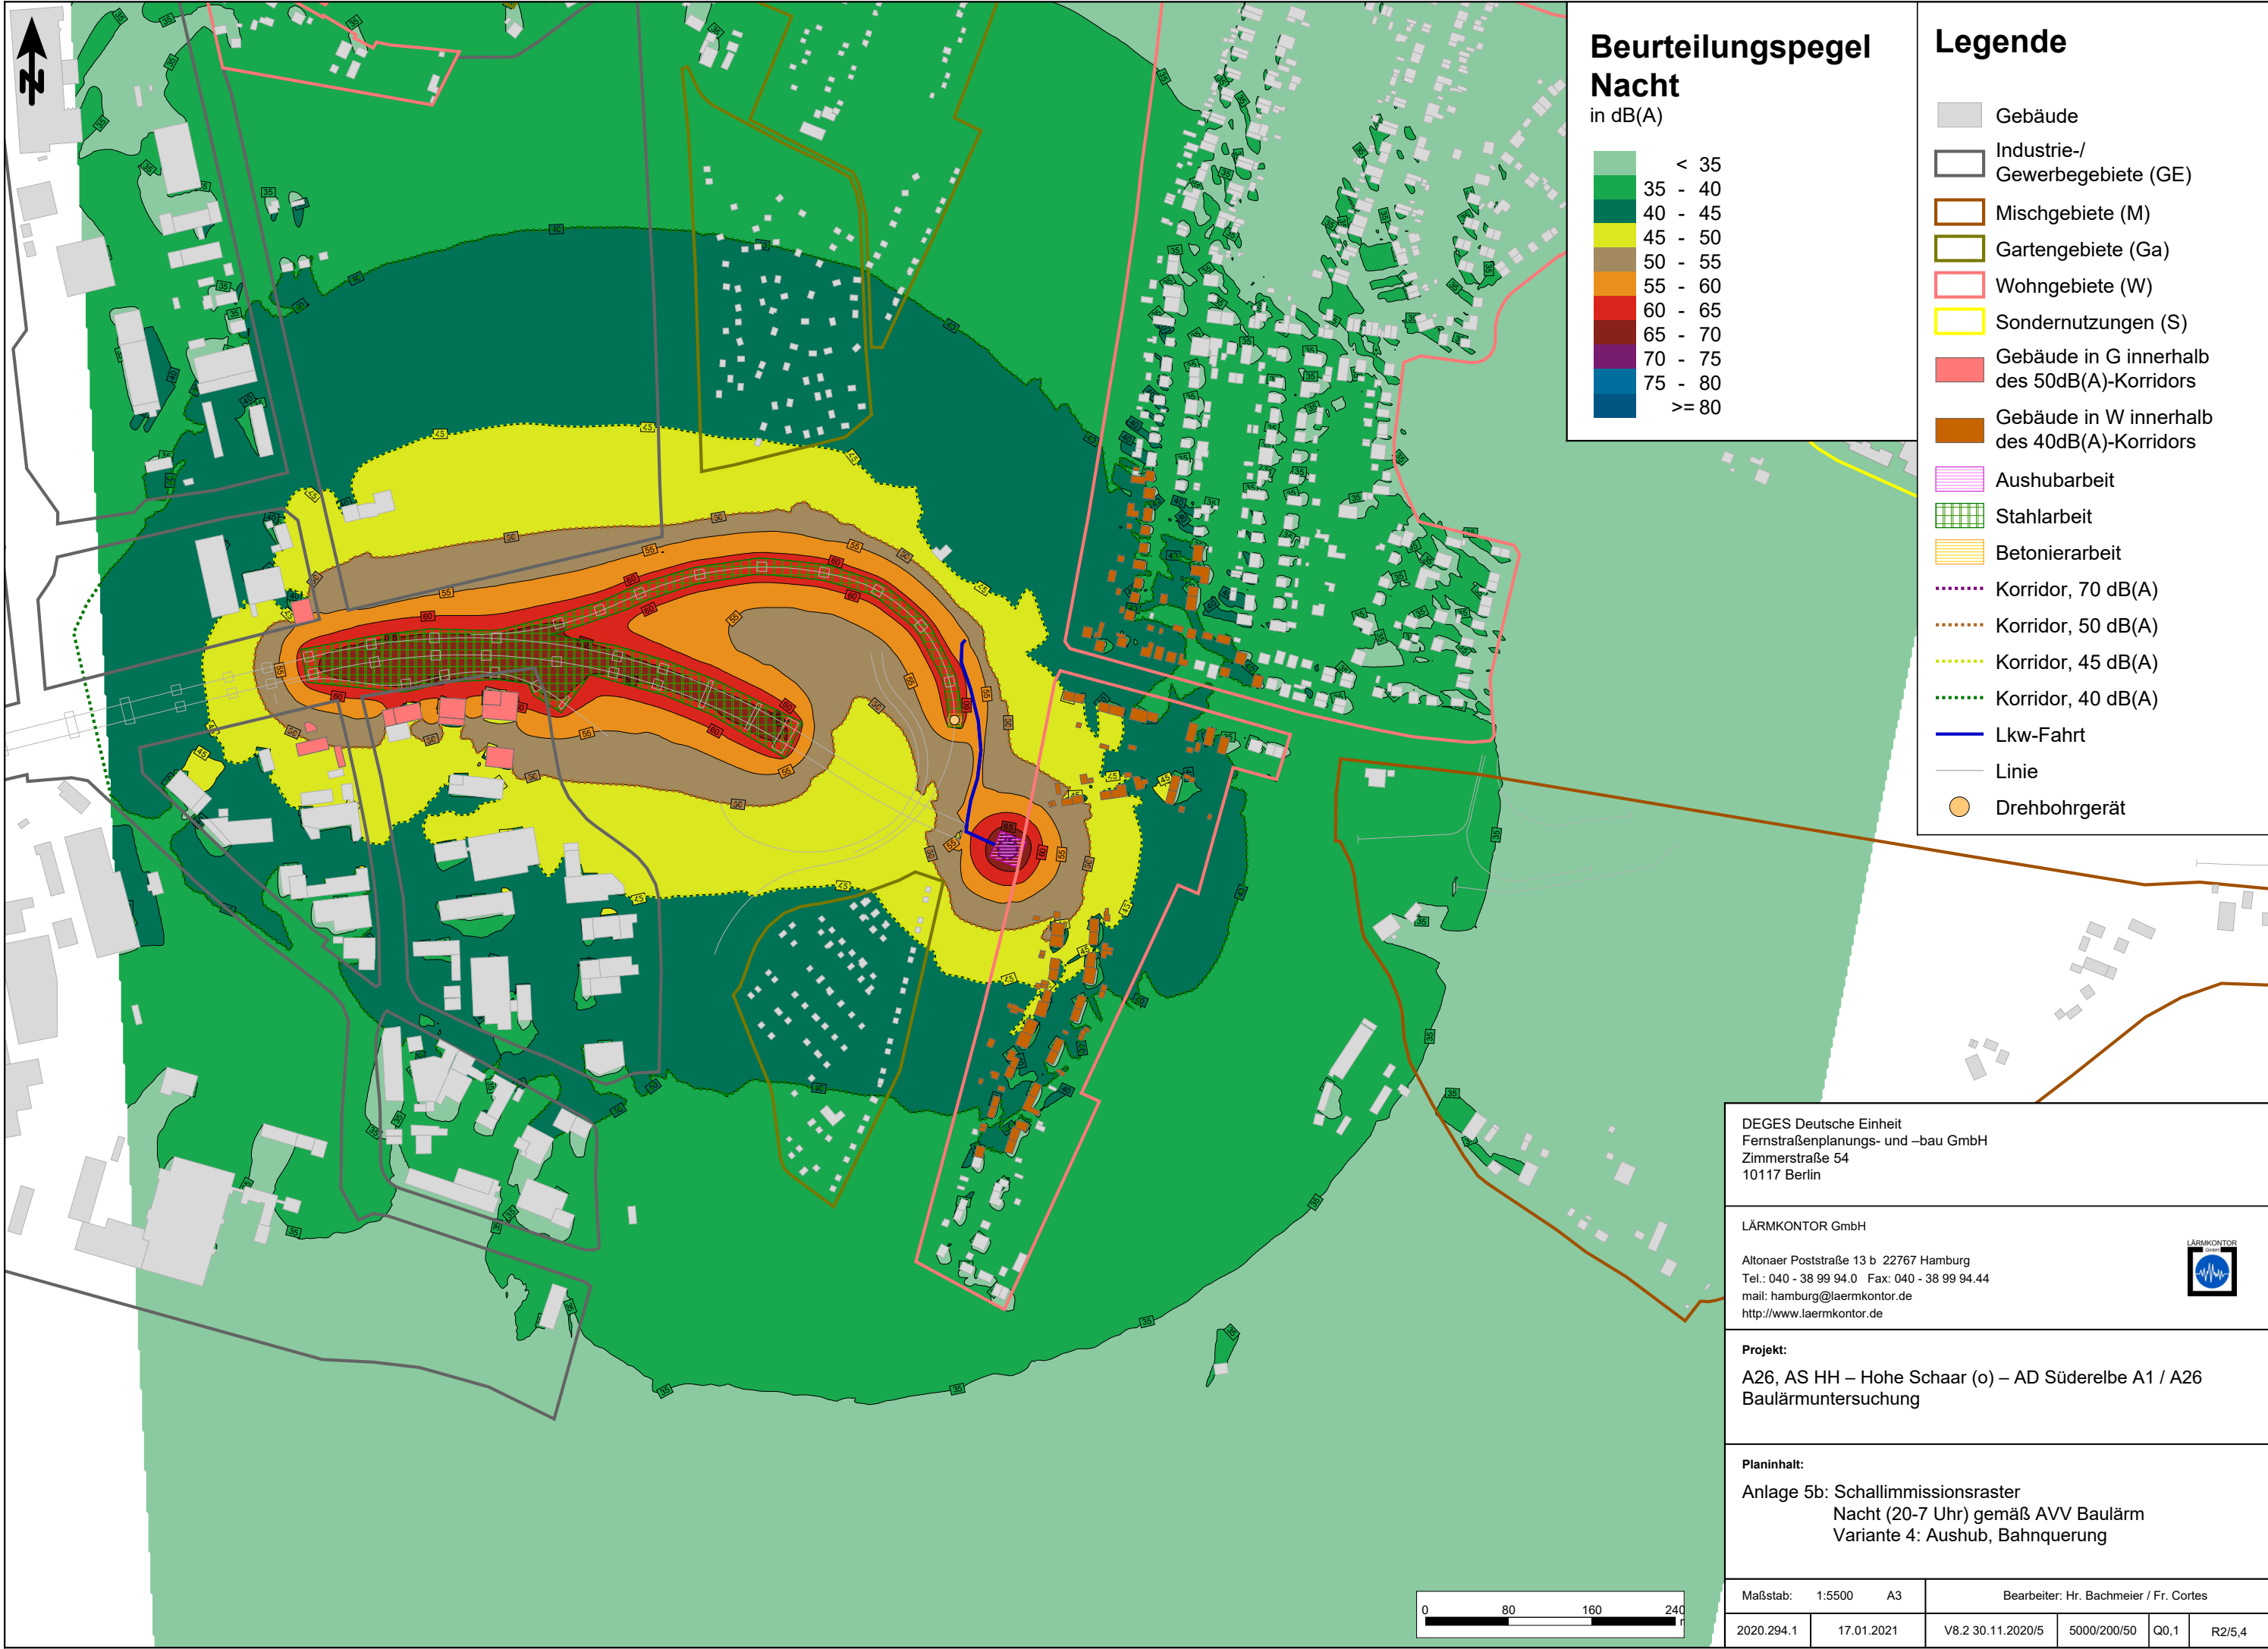 N
Beurteilungspegel
Nacht
in dB(A)
< 35
35 - 40
40 - 45
45 - 50
50 - 55
55 - 60
60 - 65
65 - 70
70 - 75
75 - 80
>= 80
Legende
Gebäude
Industrie-/
Gewerbegebiete (GE)
Mischgebiete (M)
Gartengebiete (Ga)
Wohngebiete (W)
Sondernutzungen (S)
Gebäude in G innerhalb
des 50dB(A)-Korridors
Gebäude in W innerhalb
des 40dB(A)-Korridors
Aushubarbeit
Stahlarbeit
Betonierarbeit
Korridor, 70 dB(A)
Korridor, 50 dB(A)
Korridor, 45 dB(A)
Korridor, 40 dB(A)
Lkw-Fahrt
Linie
Drehbohrgerät
DEGES Deutsche Einheit
Fernstraßenplanungs- und –bau GmbH
Zimmerstraße 54
10117 Berlin
LÄRMKONTOR GmbH
Altonaer Poststraße 13 b 22767 Hamburg
Tel.: 040 - 38 99 94.0 Fax: 040 - 38 99 94.44
mail: hamburg@laermkontor.de
http://www.laermkontor.de
LÄRMKONTOR
GmbH
Projekt:
A26, AS HH – Hohe Schaar (o) – AD Süderelbe A1 / A26
Baulärmuntersuchung
Planinhalt:
Anlage 5b: Schallimmissionsraster
Nacht (20-7 Uhr) gemäß AVV Baulärm
Variante 4: Aushub, Bahnquerung
Maßstab: 1:5500 A3
Bearbeiter: Hr. Bachmeier / Fr. Cortes
2020.294.1 17.01.2021 V8.2 30.11.2020/5 5000/200/50 Q0,1 R2/5,4
0 80 160 240